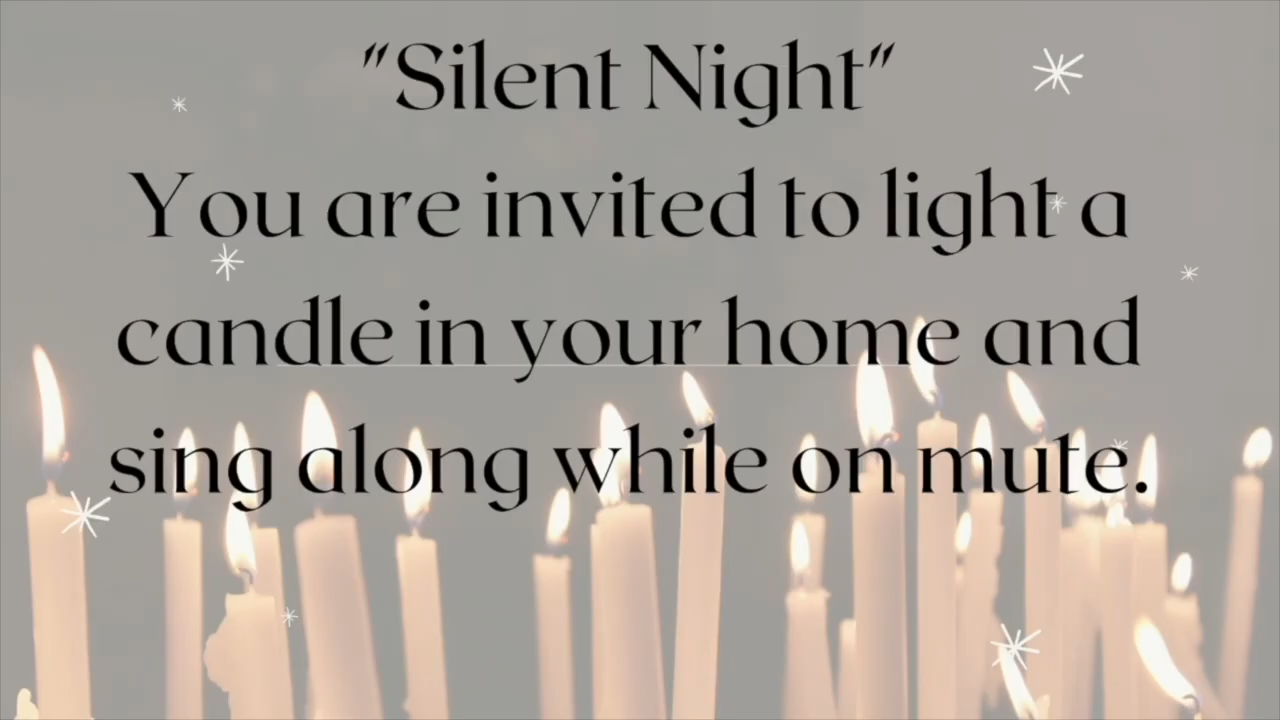 "Silent Night"
You are invited to light a
candle in your home and
sing along while on mute.